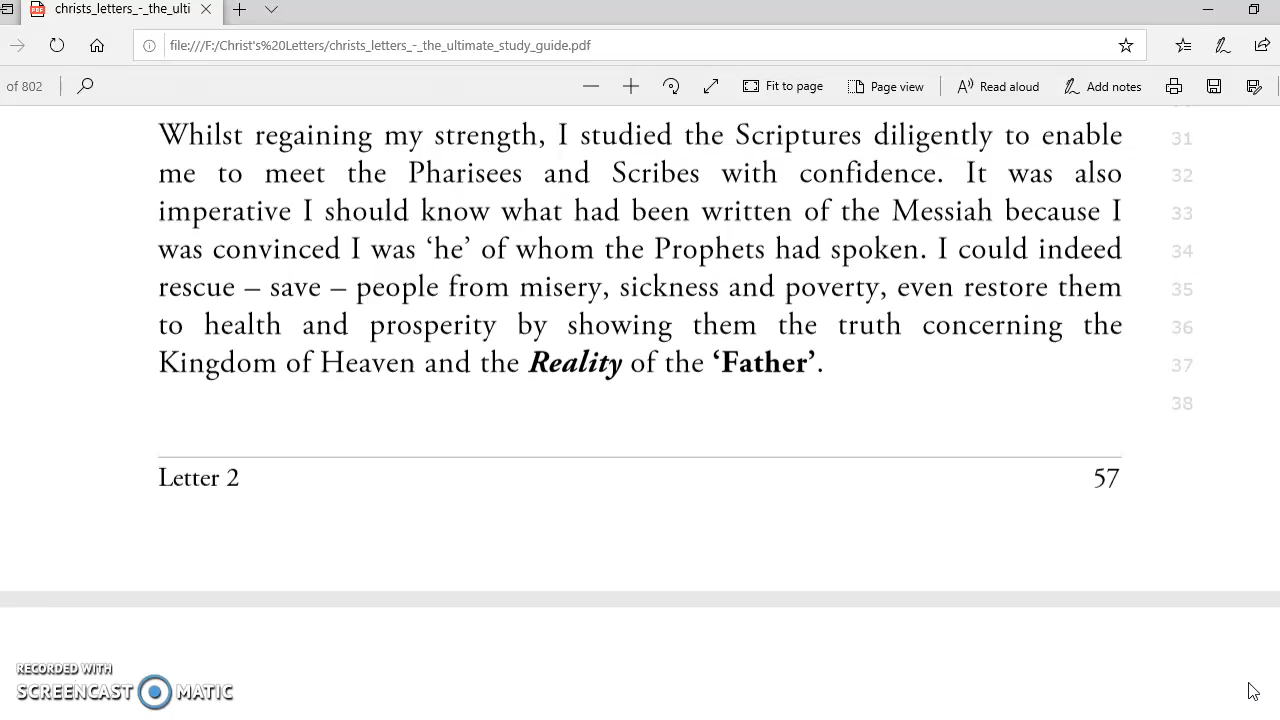 christs_letters_-_the_ulti
file:///F:/Christ's%20Letters/christs_letters_-_the_ultimate_study_guide.pdf
of 802
Fit to page
Page view
Read aloud
Add notes
Whilst regaining my strength, I studied the Scriptures diligently to enable 31
me to meet the Pharisees and Scribes with confidence. It was also 32
imperative I should know what had been written of the Messiah because I 33
was convinced I was ‘he’ of whom the Prophets had spoken. I could indeed 34
rescue – save – people from misery, sickness and poverty, even restore them 35
to health and prosperity by showing them the truth concerning the 36
Kingdom of Heaven and the Reality of the ‘Father’. 37
38
Letter 2 57
RECORDED WITH
SCREENCAST MATIC